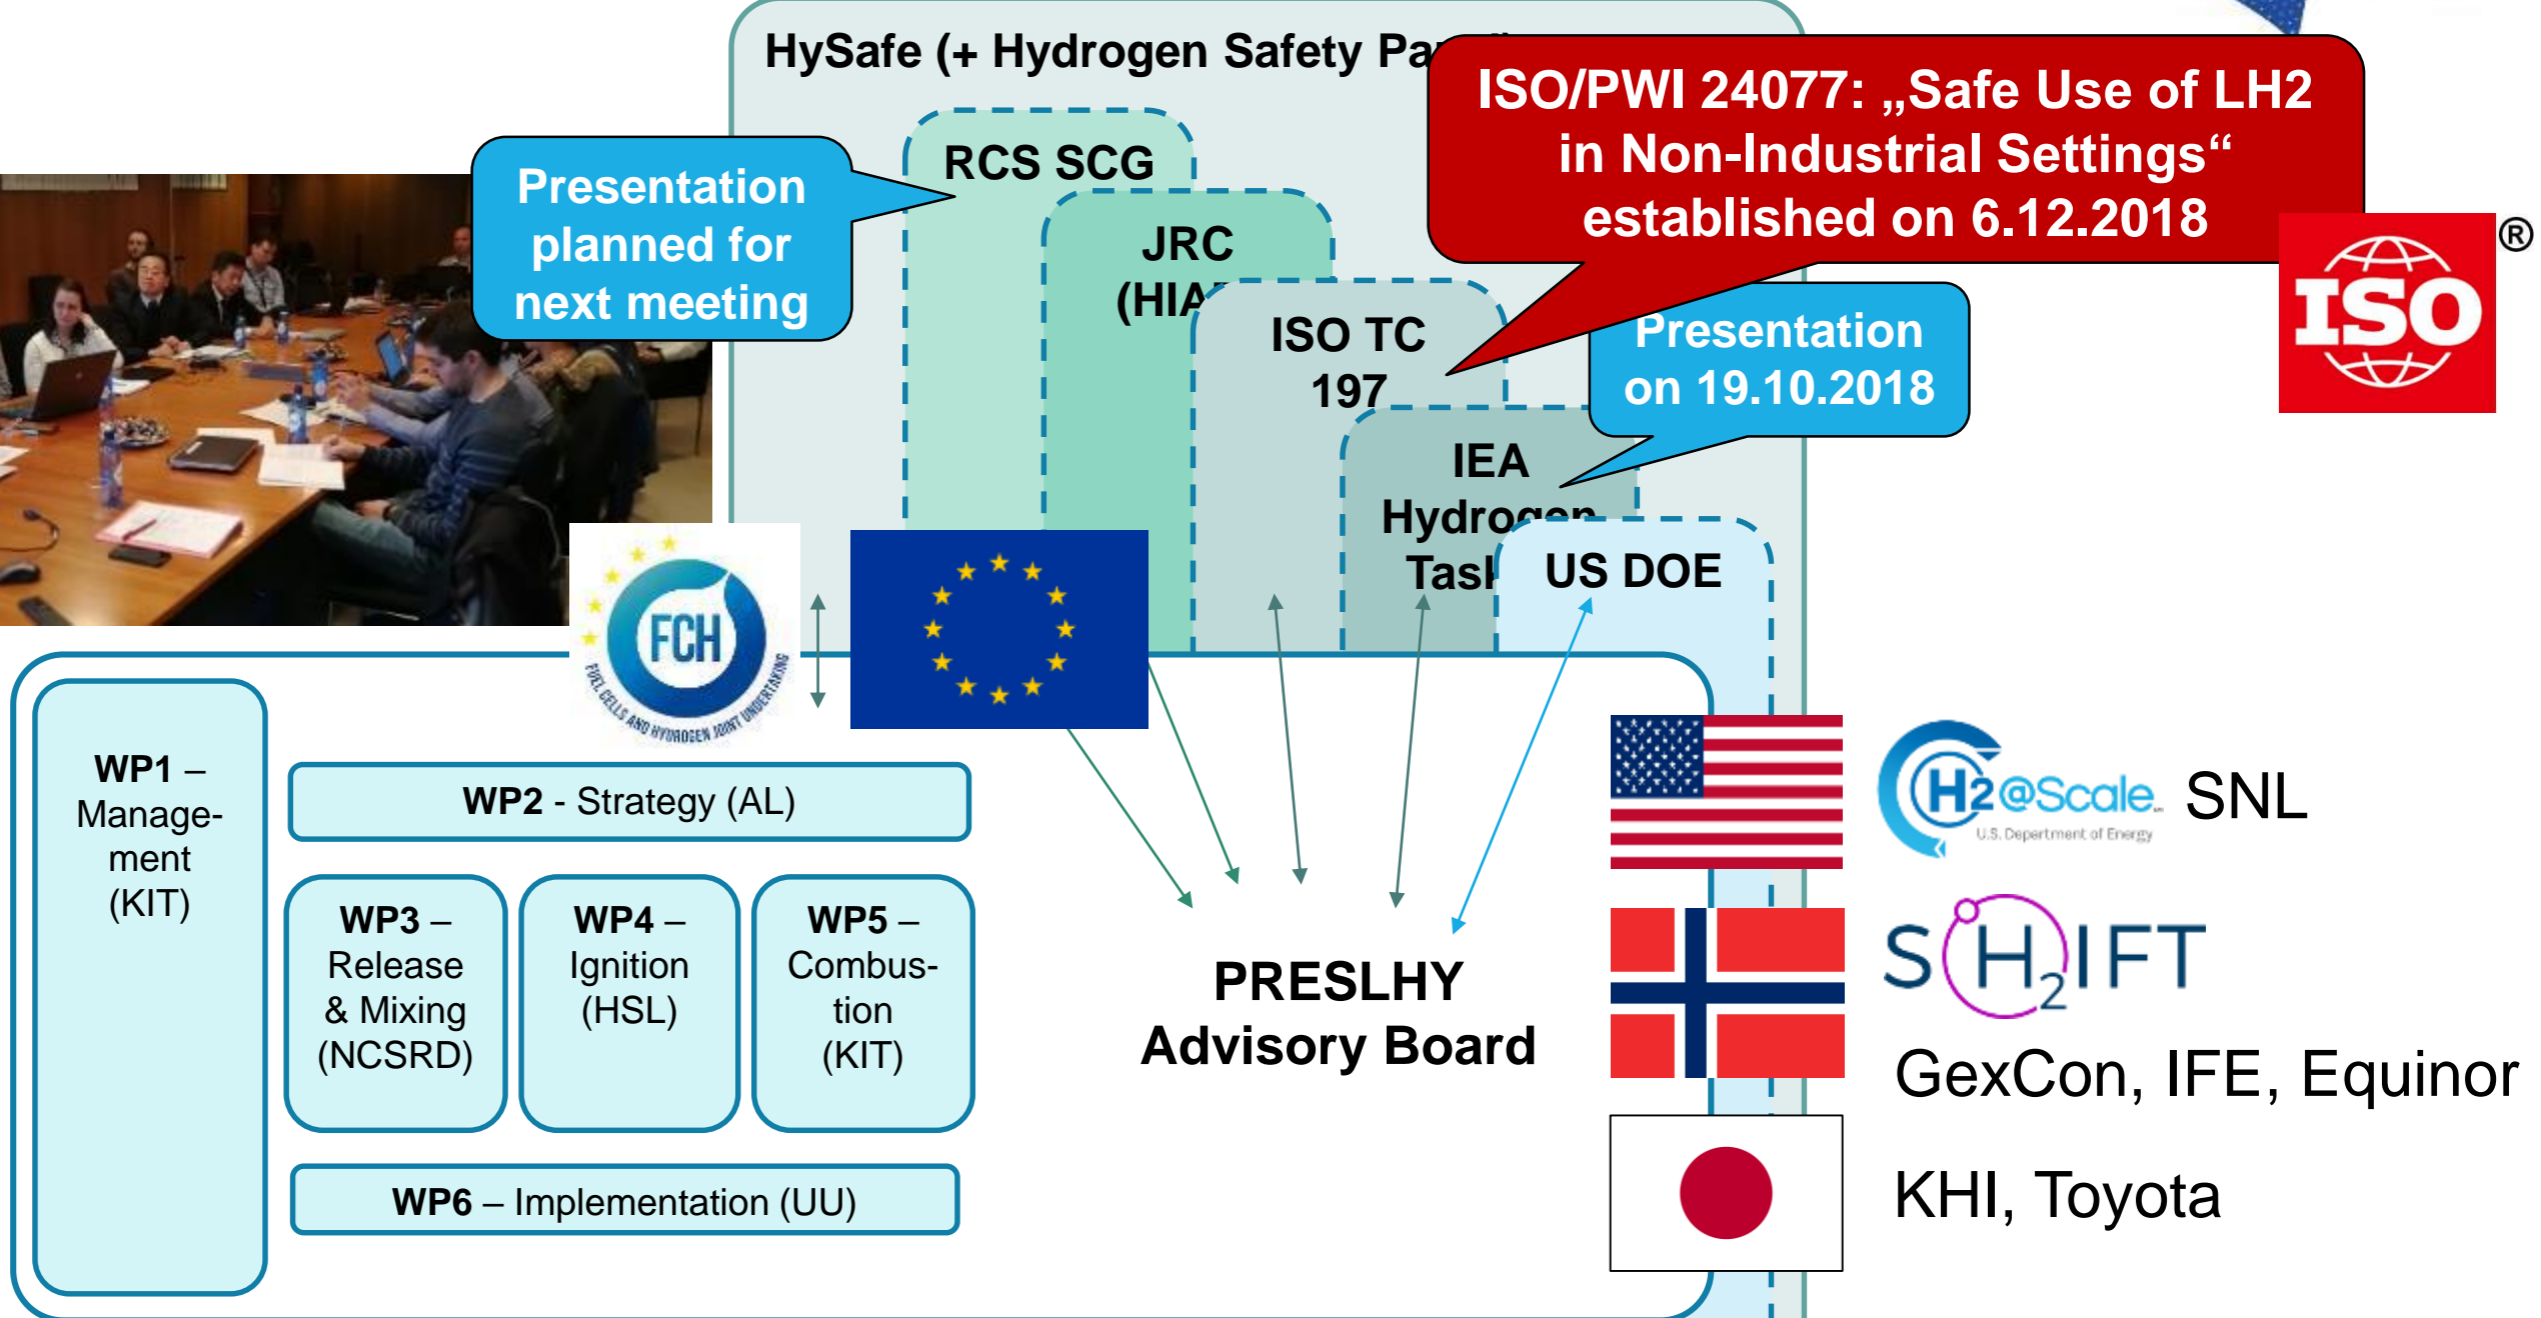 HySafe (+ Hydrogen Safety
ISO/PWI 24077: „Safe Use of LH2
in Non-Industrial Settings“
established on 6.12.2018
Presentation
planned for
next meeting
RCS SCG
JRC
ISO TC
197
Presentation
on 19.10.2018
ISO
®
IEA
Hydrogen
US DOE
FCH
FUEL CELLS AND HYDROGEN JOINT UNDERTAKING
WP1 –
Manage-
ment
(KIT)
WP2 - Strategy (AL)
WP3 –
Release
& Mixing
(NCSRD)
WP4 –
Ignition
(HSL)
WP5 –
Combus-
tion
(KIT)
WP6 – Implementation (UU)
PRESLHY
Advisory Board
H2@Scale
U.S. Department of Energy
SNL
SH2IFT
GexCon, IFE, Equinor
KHI, Toyota